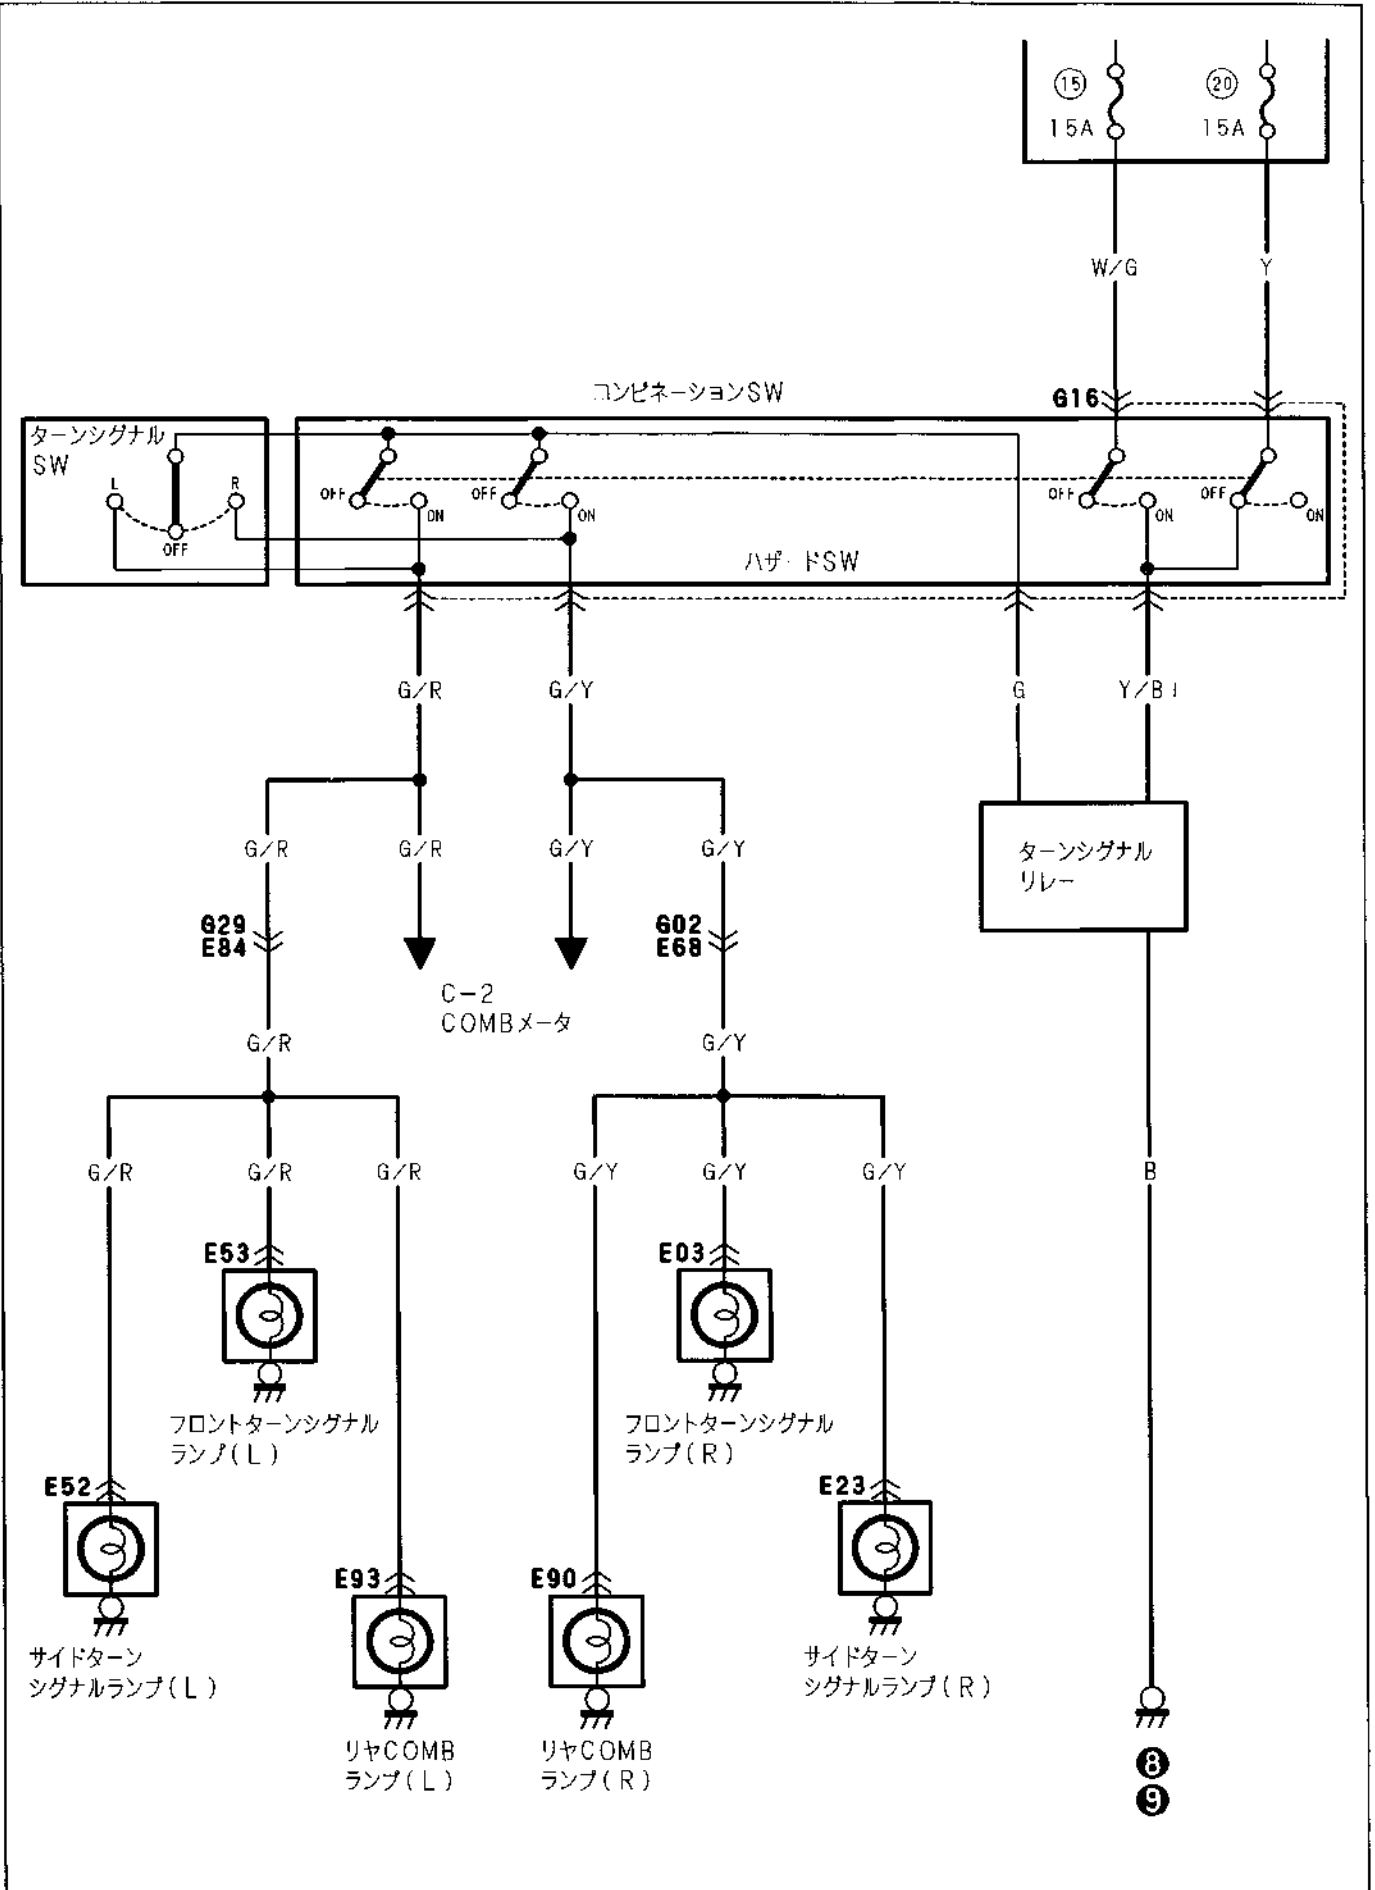 15
20
15A
15A
W/G
Y
コンビネーションSW
G16
ターンシグナル
SW
L
R
OFF
OFF
ON
OFF
ON
OFF
ON
OFF
ON
ハザードSW
G/R
G/Y
G
Y/B
G/R
G/R
G/Y
G/Y
ターンシグナル
リレー
G29
E84
G02
E68
C-2
COMBメータ
G/R
G/Y
G/R
G/R
G/R
G/Y
G/Y
G/Y
B
E53
E03
フロントターンシグナル
ランプ(L)
フロントターンシグナル
ランプ(R)
E52
E23
E93
E90
サイドターン
シグナルランプ(L)
サイドターン
シグナルランプ(R)
リヤCOMB
ランプ(L)
リヤCOMB
ランプ(R)
8
9